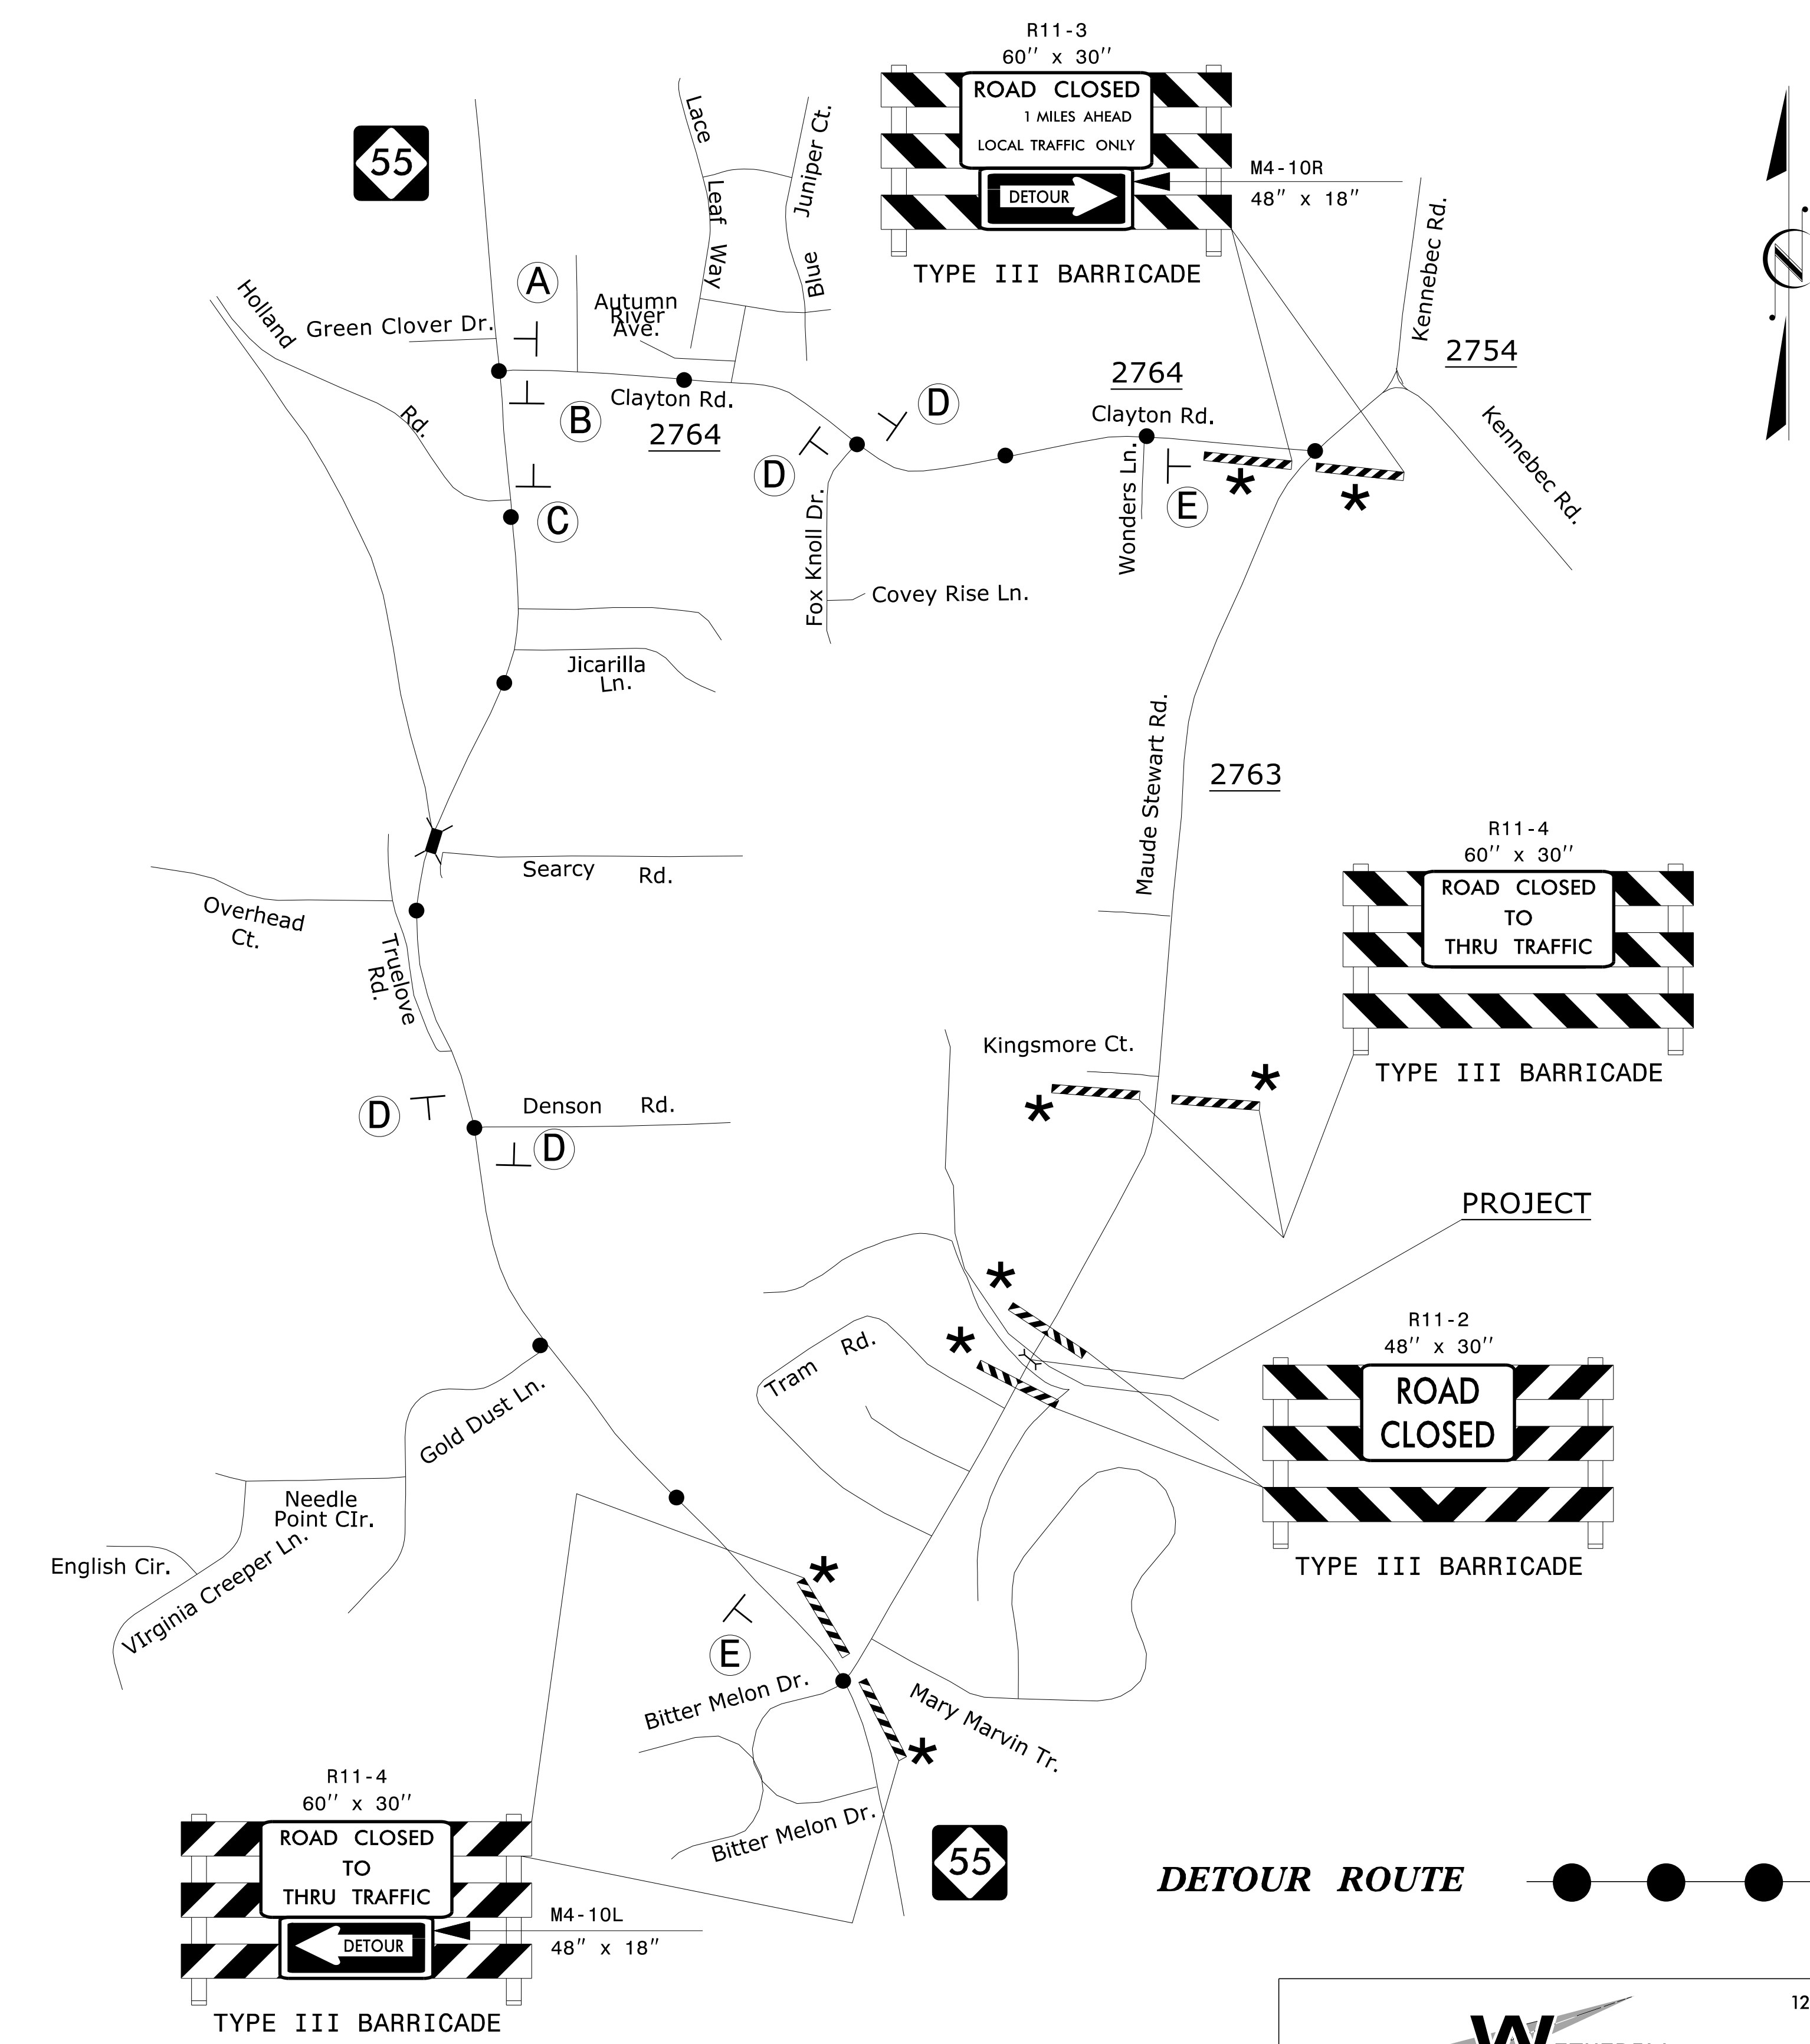 R11-3
60" x 30"
ROAD CLOSED
1 MILES AHEAD
LOCAL TRAFFIC ONLY
DETOUR
M4-10R
48" x 18"
TYPE III BARRICADE
55
Lace
Leaf Way
Juniper Ct.
Blue
Kennebec Rd.
N
A
Holland
Rd.
Green Clover Dr.
Autumn
River
Ave.
2754
2764
B
Clayton Rd.
2764
D
Clayton Rd.
Kennebec Rd.
D
C
E
*
*
Fox Knoll Dr.
Wonders Ln.
Covey Rise Ln.
Jicarilla
Ln.
Maude Stewart Rd.
2763
R11-4
60" x 30"
ROAD CLOSED
TO
THRU TRAFFIC
TYPE III BARRICADE
Searcy Rd.
Overhead
Ct.
Truelove
Rd.
Kingsmore Ct.
*
*
D
Denson Rd.
D
PROJECT
*
*
R11-2
48" x 30"
ROAD
CLOSED
TYPE III BARRICADE
Tram Rd.
Gold Dust Ln.
Needle
Point CIr.
English Cir.
VIrginia Creeper Ln.
*
E
Bitter Melon Dr.
Mary Marvin Tr.
*
Bitter Melon Dr.
R11-4
60" x 30"
ROAD CLOSED
TO
THRU TRAFFIC
DETOUR
M4-10L
48" x 18"
TYPE III BARRICADE
55
DETOUR ROUTE
12
W